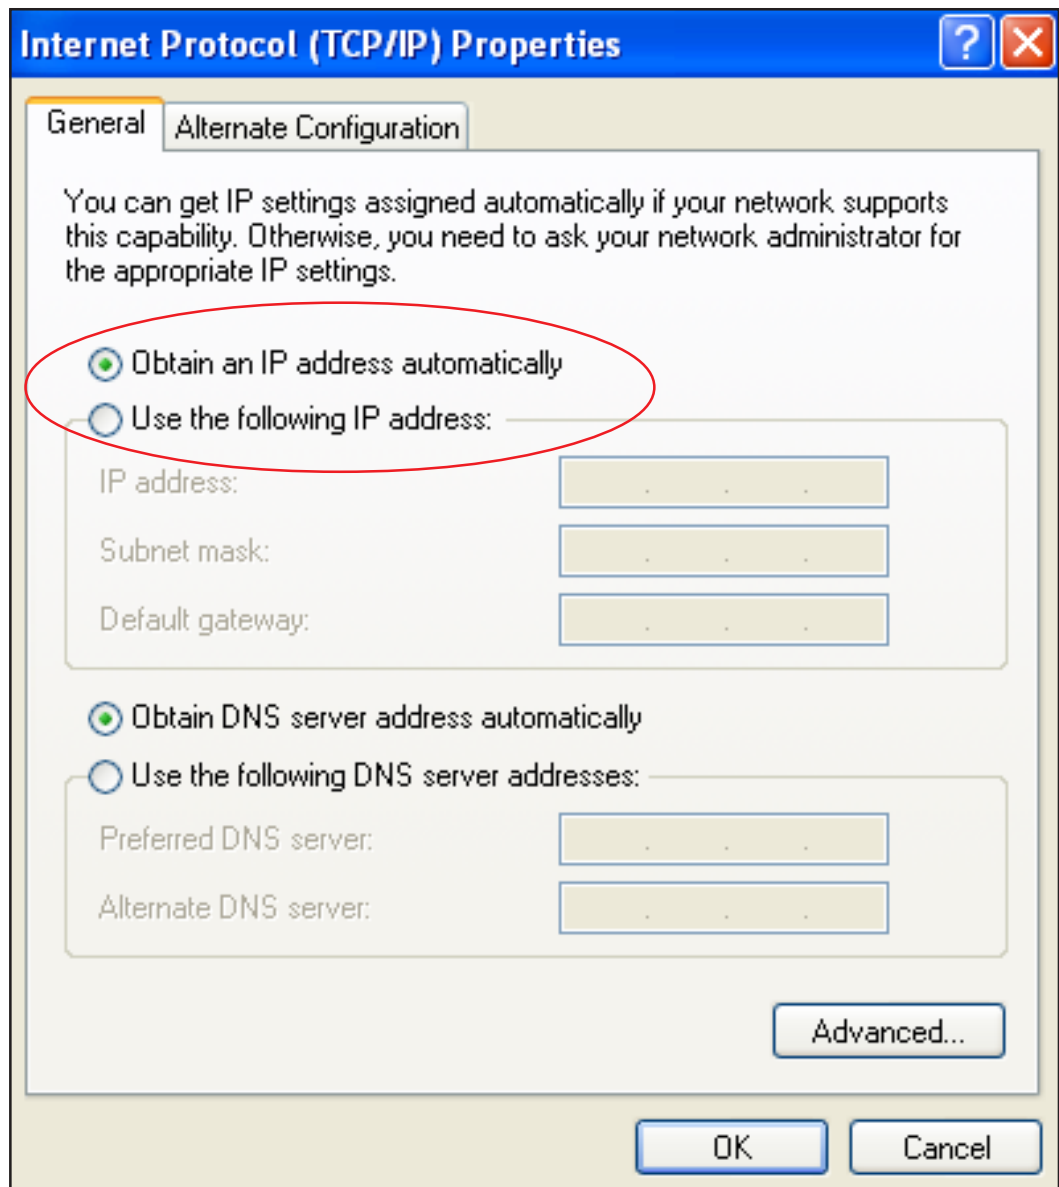 Internet Protocol (TCP/IP) Properties
?
General
Alternate Configuration
You can get IP settings assigned automatically if your network supports
this capability. Otherwise, you need to ask your network administrator for
the appropriate IP settings.
Obtain an IP address automatically
Use the following IP address:
IP address:
Subnet mask:
Default gateway:
Obtain DNS server address automatically
Use the following DNS server addresses:
Preferred DNS server:
Alternate DNS server:
Advanced...
OK
Cancel